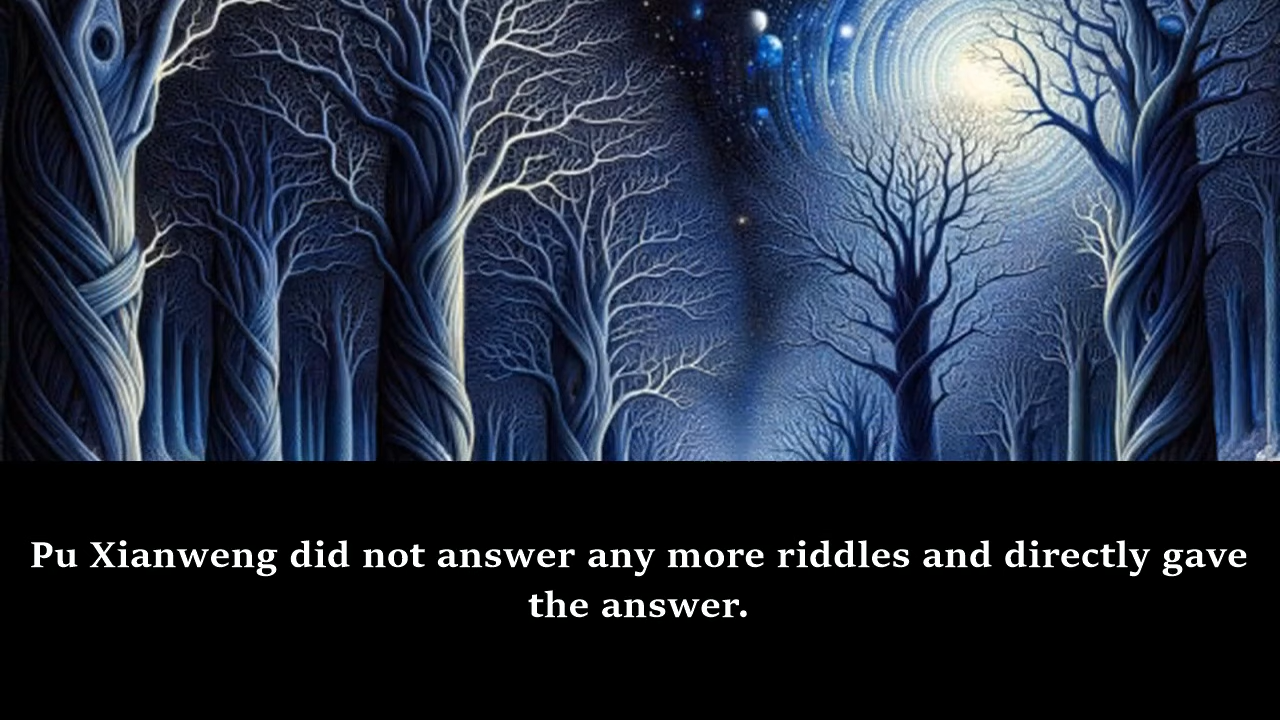 Pu Xianweng did not answer any more riddles and directly gave
the answer.